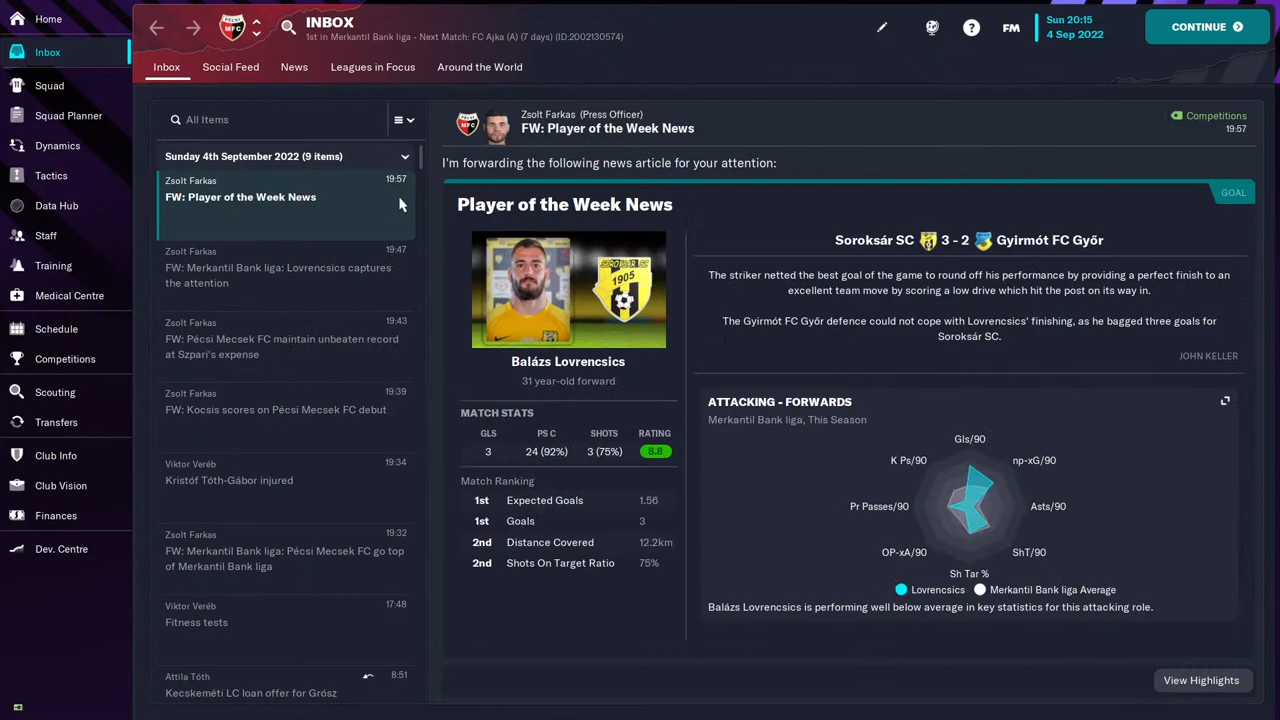 Home
Inbox
Squad
Squad Planner
Dynamics
Tactics
Data Hub
Staff
Training
Medical Centre
Schedule
Competitions
Scouting
Transfers
Club Info
Club Vision
Finances
Dev. Centre
PÉCSI
MFC
INBOX
1st in Merkantil Bank liga - Next Match: FC Ajka (A) (7 days) (ID:2002130574)
FM
Sun 20:15
4 Sep 2022
CONTINUE
Inbox
Social Feed
News
Leagues in Focus
Around the World
All Items
Sunday 4th September 2022 (9 items)
Zsolt Farkas 19:57
FW: Player of the Week News
Zsolt Farkas 19:47
FW: Merkantil Bank liga: Lovrencsics captures
the attention
Zsolt Farkas 19:43
FW: Pécsi Mecsek FC maintain unbeaten record
at Szpari's expense
Zsolt Farkas 19:39
FW: Kocsis scores on Pécsi Mecsek FC debut
Viktor Veréb 19:34
Kristóf Tóth-Gábor injured
Zsolt Farkas 19:32
FW: Merkantil Bank liga: Pécsi Mecsek FC go top
of Merkantil Bank liga
Viktor Veréb 17:48
Fitness tests
Attila Tóth 8:51
Kecskeméti LC loan offer for Grósz
Zsolt Farkas (Press Officer)
FW: Player of the Week News
Competitions
19:57
I'm forwarding the following news article for your attention:
GOAL
Player of the Week News
1905
Balázs Lovrencsics
31 year-old forward.
MATCH STATS
GLS PS C SHOTS RATING
3 24 (92%) 3 (75%) 8.8
Match Ranking
1st Expected Goals 1.56
1st Goals 3
2nd Distance Covered 12.2km
2nd Shots On Target Ratio 75%
Soroksár SC 3 - 2 Gyirmót FC Győr
The striker netted the best goal of the game to round off his performance by providing a perfect finish to an
excellent team move by scoring a low drive which hit the post on its way in.
The Gyirmót FC Győr defence could not cope with Lovrencsics' finishing, as he bagged three goals for
Soroksár SC.
JOHN KELLER
ATTACKING - FORWARDS
Merkantil Bank liga, This Season
Gls/90
K Ps/90
np-xG/90
Pr Passes/90
Asts/90
OP-xA/90
ShT/90
Sh Tar %
Lovrencsics
Merkantil Bank liga Average
Balázs Lovrencsics is performing well below average in key statistics for this attacking role.
View Highlights